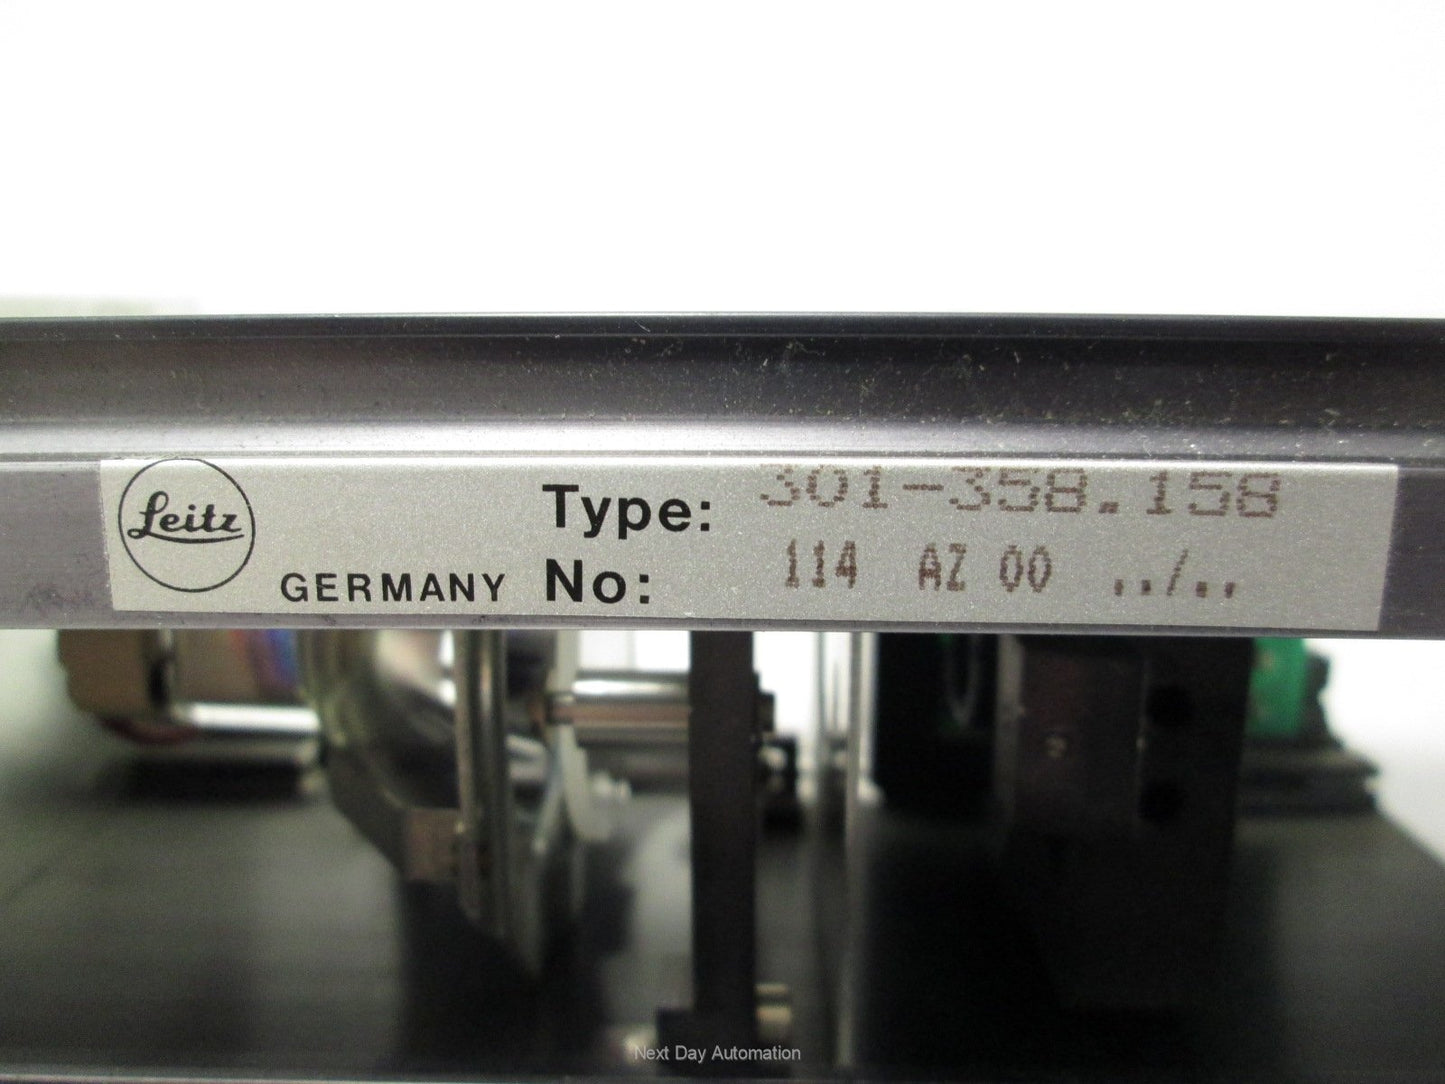 Leitz
GERMANY
Type: 301-358.158
No: 114 AZ 00 ../..
Next Day Automation